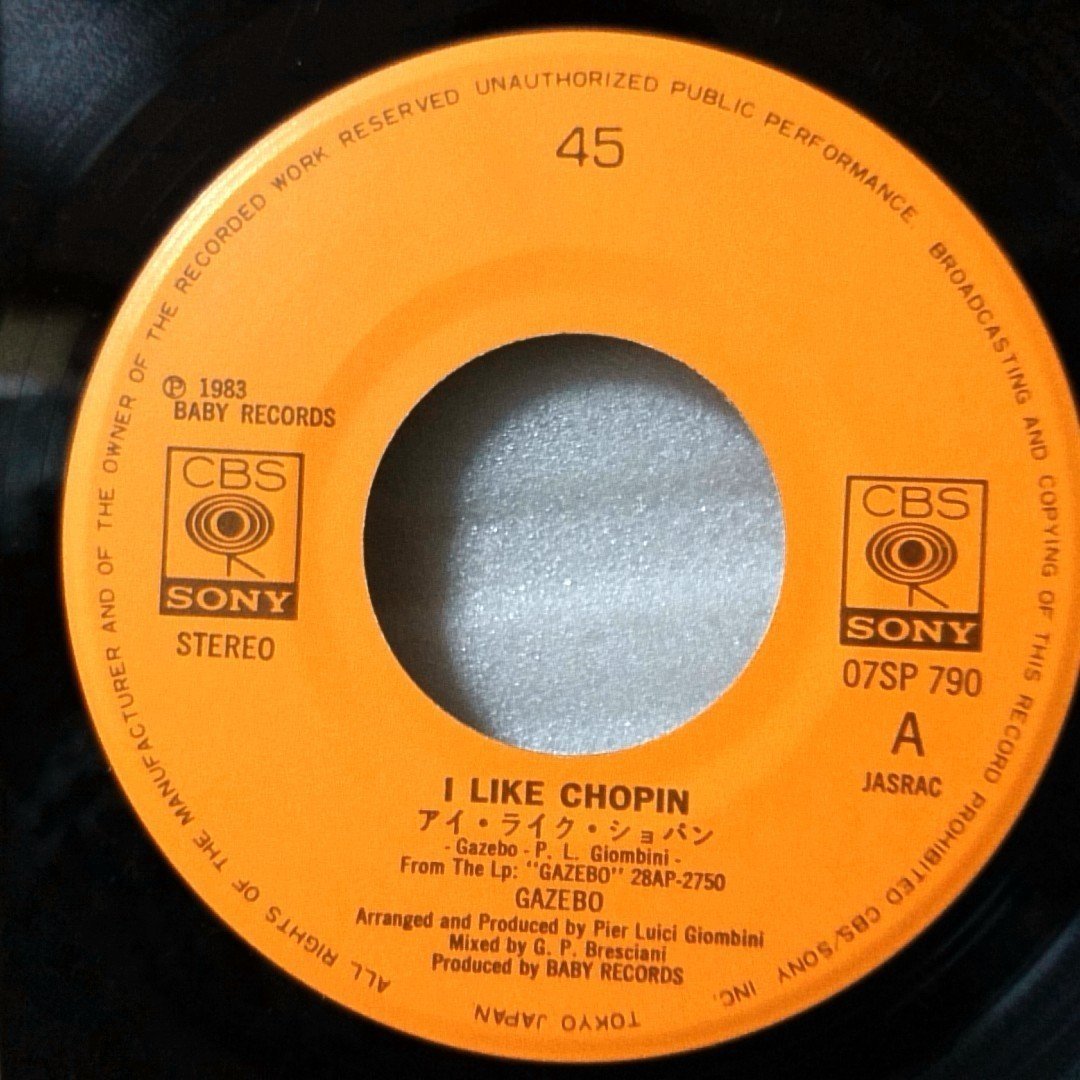 ALL RIGHTS OF THE MANUFACTURER AND OF THE OWNER OF THE RECORDED WORK RESERVED UNAUTHORIZED PUBLIC PERFORMANCE. BROADCASTING AND COPYING OF THIS RECORD PROHIBITED CBS/SONY INC.
TOKYO JAPAN
45
Ⓟ 1983
BABY RECORDS
CBS
SONY
STEREO
CBS
SONY
07SP 790
A
JASRAC
I LIKE CHOPIN
アイ・ライク・ショパン
- Gazebo - P. L. Giombini -
From The Lp: "GAZEBO" 28AP-2750
GAZEBO
Arranged and Produced by Pier Luici Giombini
Mixed by G. P. Bresciani
Produced by BABY RECORDS